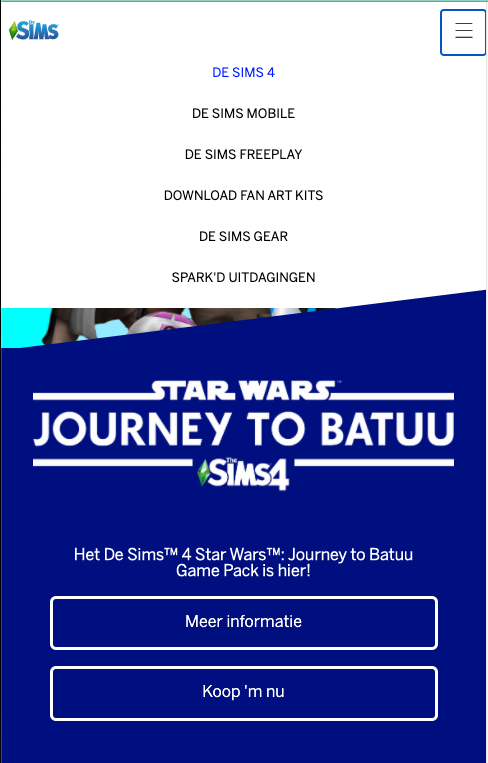 The Sims
DE SIMS 4
DE SIMS MOBILE
DE SIMS FREEPLAY
DOWNLOAD FAN ART KITS
DE SIMS GEAR
SPARK'D UITDAGINGEN
STAR WARS™
JOURNEY TO BATUU
The Sims 4
Het De Sims™ 4 Star Wars™: Journey to Batuu
Game Pack is hier!
Meer informatie
Koop 'm nu